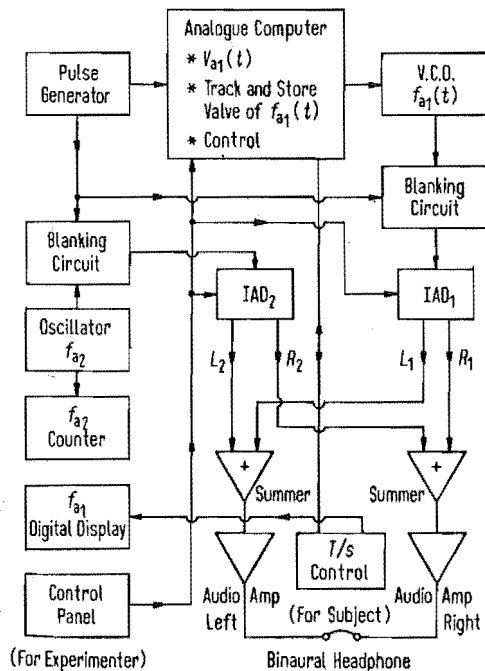 Pulse
Generator
Analogue Computer
* Va1(t)
* Track and Store
Valve of fa1(t)
* Control
V.C.O.
fa1(t)
Blanking
Circuit
Blanking
Circuit
IAD2
IAD1
Oscillator
fa2
L2
R2
L1
R1
fa2
Counter
+
Summer
+
Summer
fa1
Digital Display
T/s
Control
Control
Panel
Audio
Left
Amp
(For Subject)
Audio
Amp
Right
(For Experimenter)
Binaural Headphone